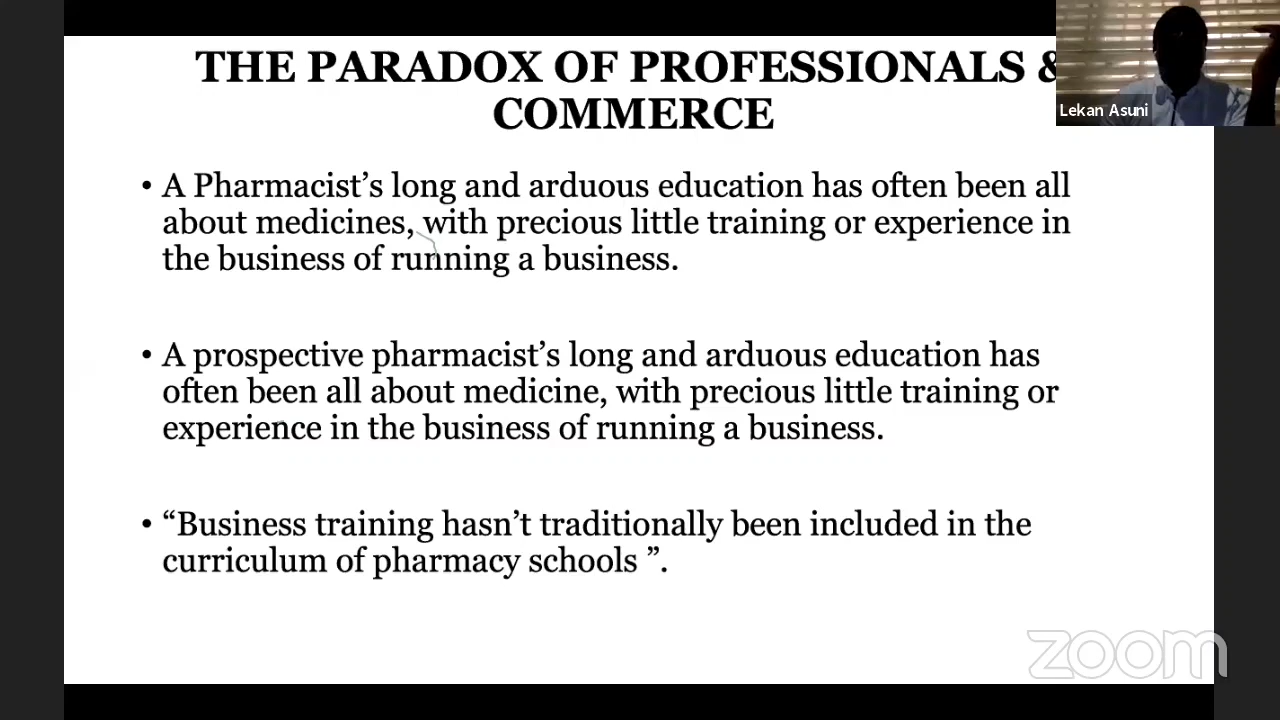 THE PARADOX OF PROFESSIONALS &
COMMERCE
Lekan Asuni
• A Pharmacist’s long and arduous education has often been all
about medicines, with precious little training or experience in
the business of running a business.
• A prospective pharmacist’s long and arduous education has
often been all about medicine, with precious little training or
experience in the business of running a business.
• “Business training hasn’t traditionally been included in the
curriculum of pharmacy schools ”.
zoom